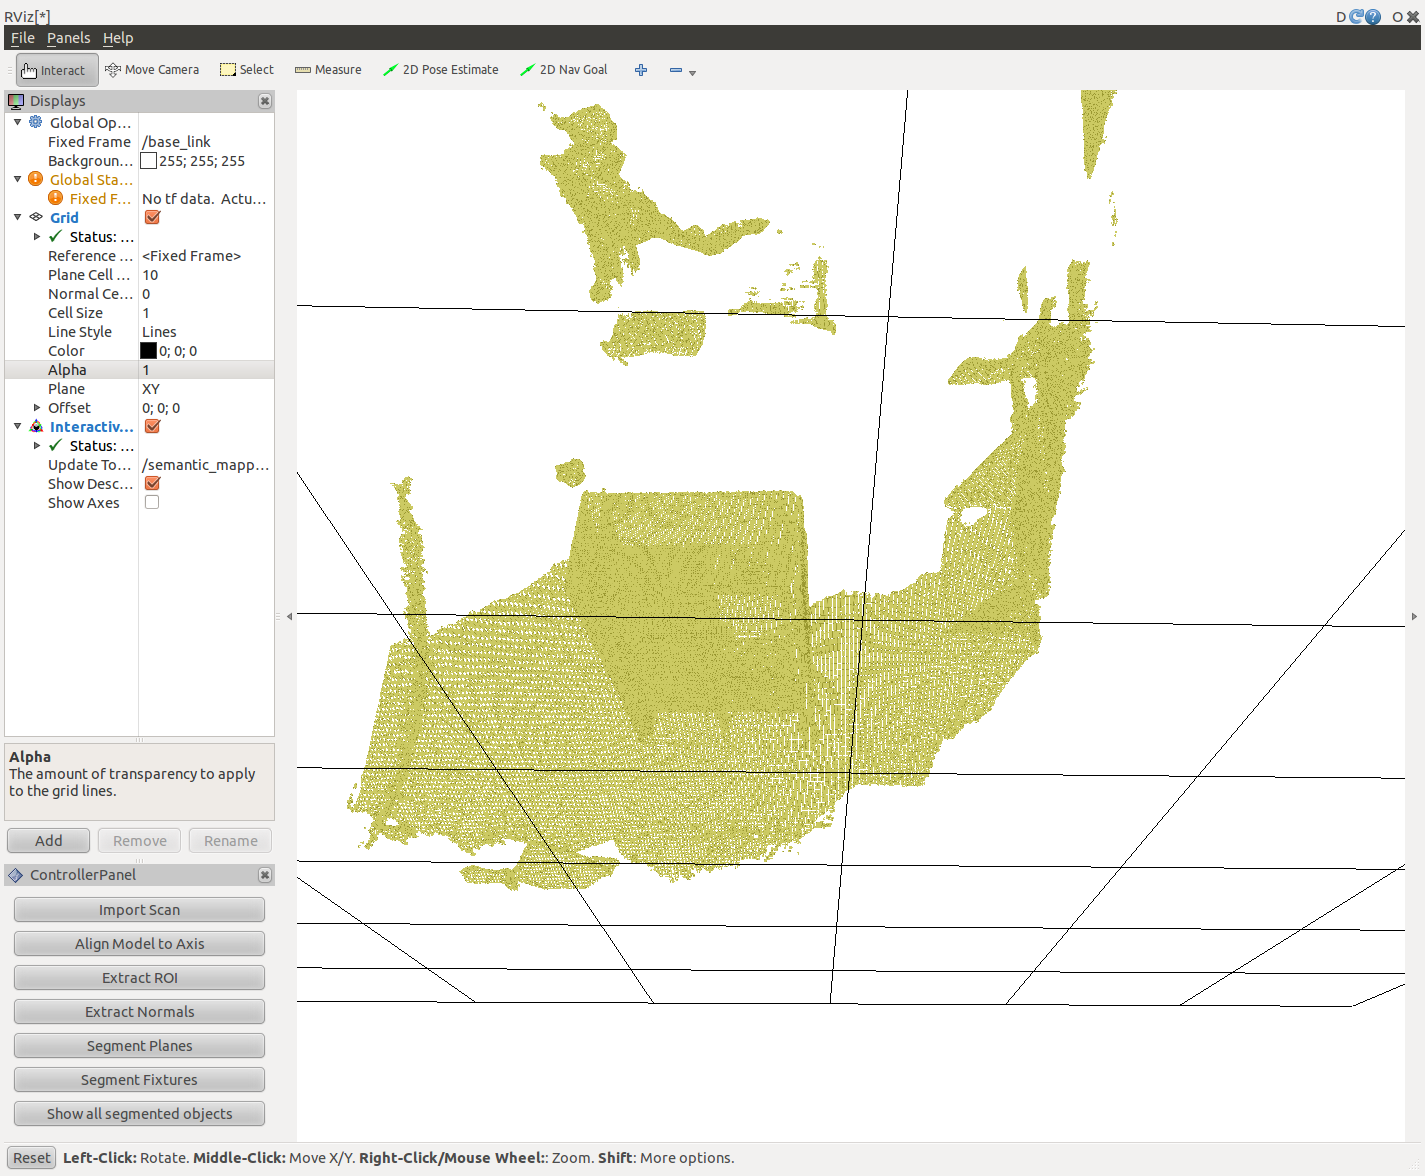 RViz[*]
D O
File Panels Help
Interact Move Camera Select Measure 2D Pose Estimate 2D Nav Goal
Displays
Global Op...
Fixed Frame /base_link
Backgroun... 255; 255; 255
Global Sta...
Fixed F... No tf data. Actu...
Grid
Status: ...
Reference ... <Fixed Frame>
Plane Cell ... 10
Normal Ce... 0
Cell Size 1
Line Style Lines
Color 0; 0; 0
Alpha 1
Plane XY
Offset 0; 0; 0
Interactiv...
Status: ...
Update To... /semantic_mapp...
Show Desc...
Show Axes
Alpha
The amount of transparency to apply
to the grid lines.
Add Remove Rename
ControllerPanel
Import Scan
Align Model to Axis
Extract ROI
Extract Normals
Segment Planes
Segment Fixtures
Show all segmented objects
Reset Left-Click: Rotate. Middle-Click: Move X/Y. Right-Click/Mouse Wheel:: Zoom. Shift: More options.